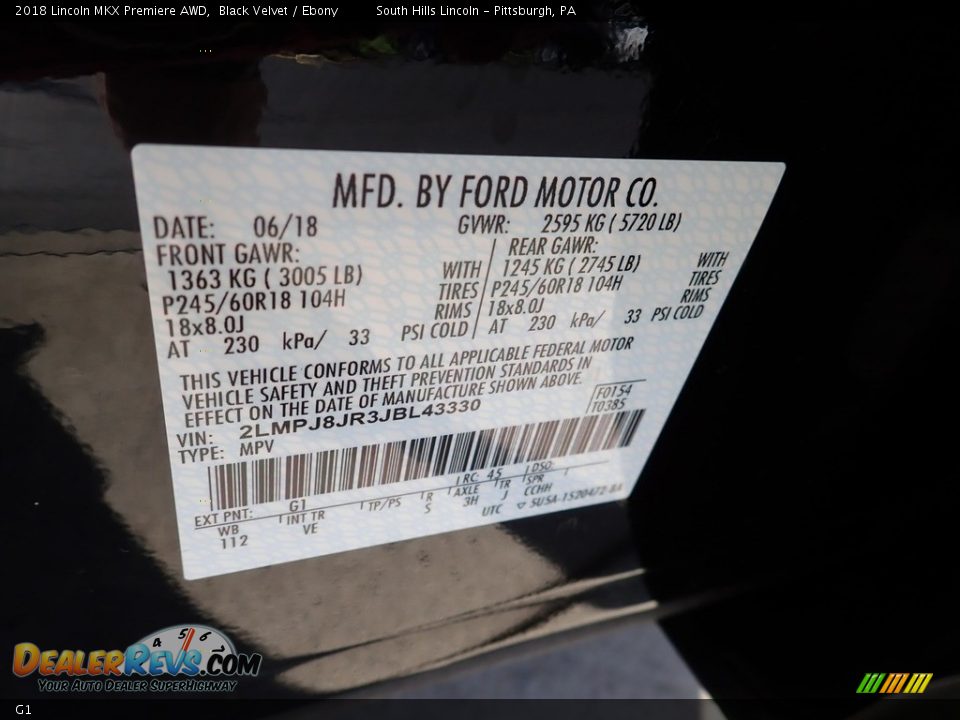 2018 Lincoln MKX Premiere AWD, Black Velvet / Ebony South Hills Lincoln - Pittsburgh, PA
MFD. BY FORD MOTOR CO.
DATE: 06/18 GVWR: 2595 KG ( 5720 LB)
FRONT GAWR: REAR GAWR:
1363 KG ( 3005 LB) WITH 1245 KG ( 2745 LB) WITH
P245/60R18 104H TIRES P245/60R18 104H TIRES
18x8.0J RIMS 18x8.0J RIMS
AT 230 kPa/ 33 PSI COLD AT 230 kPa/ 33 PSI COLD
THIS VEHICLE CONFORMS TO ALL APPLICABLE FEDERAL MOTOR
VEHICLE SAFETY AND THEFT PREVENTION STANDARDS IN
EFFECT ON THE DATE OF MANUFACTURE SHOWN ABOVE.
VIN: 2LMPJ8JR3JBL43330 F0154
TYPE: MPV T0385
EXT PNT: G1 RC: 45 DSO:
WB INT TR TP/PS R AXLE TR SPR
112 VE S 3H J CCHH
UTC ▽ 5U5A-1520472-BA
DEALERREVS.COM
4 5 6
YOUR AUTO DEALER SUPERHIGHWAY
G1